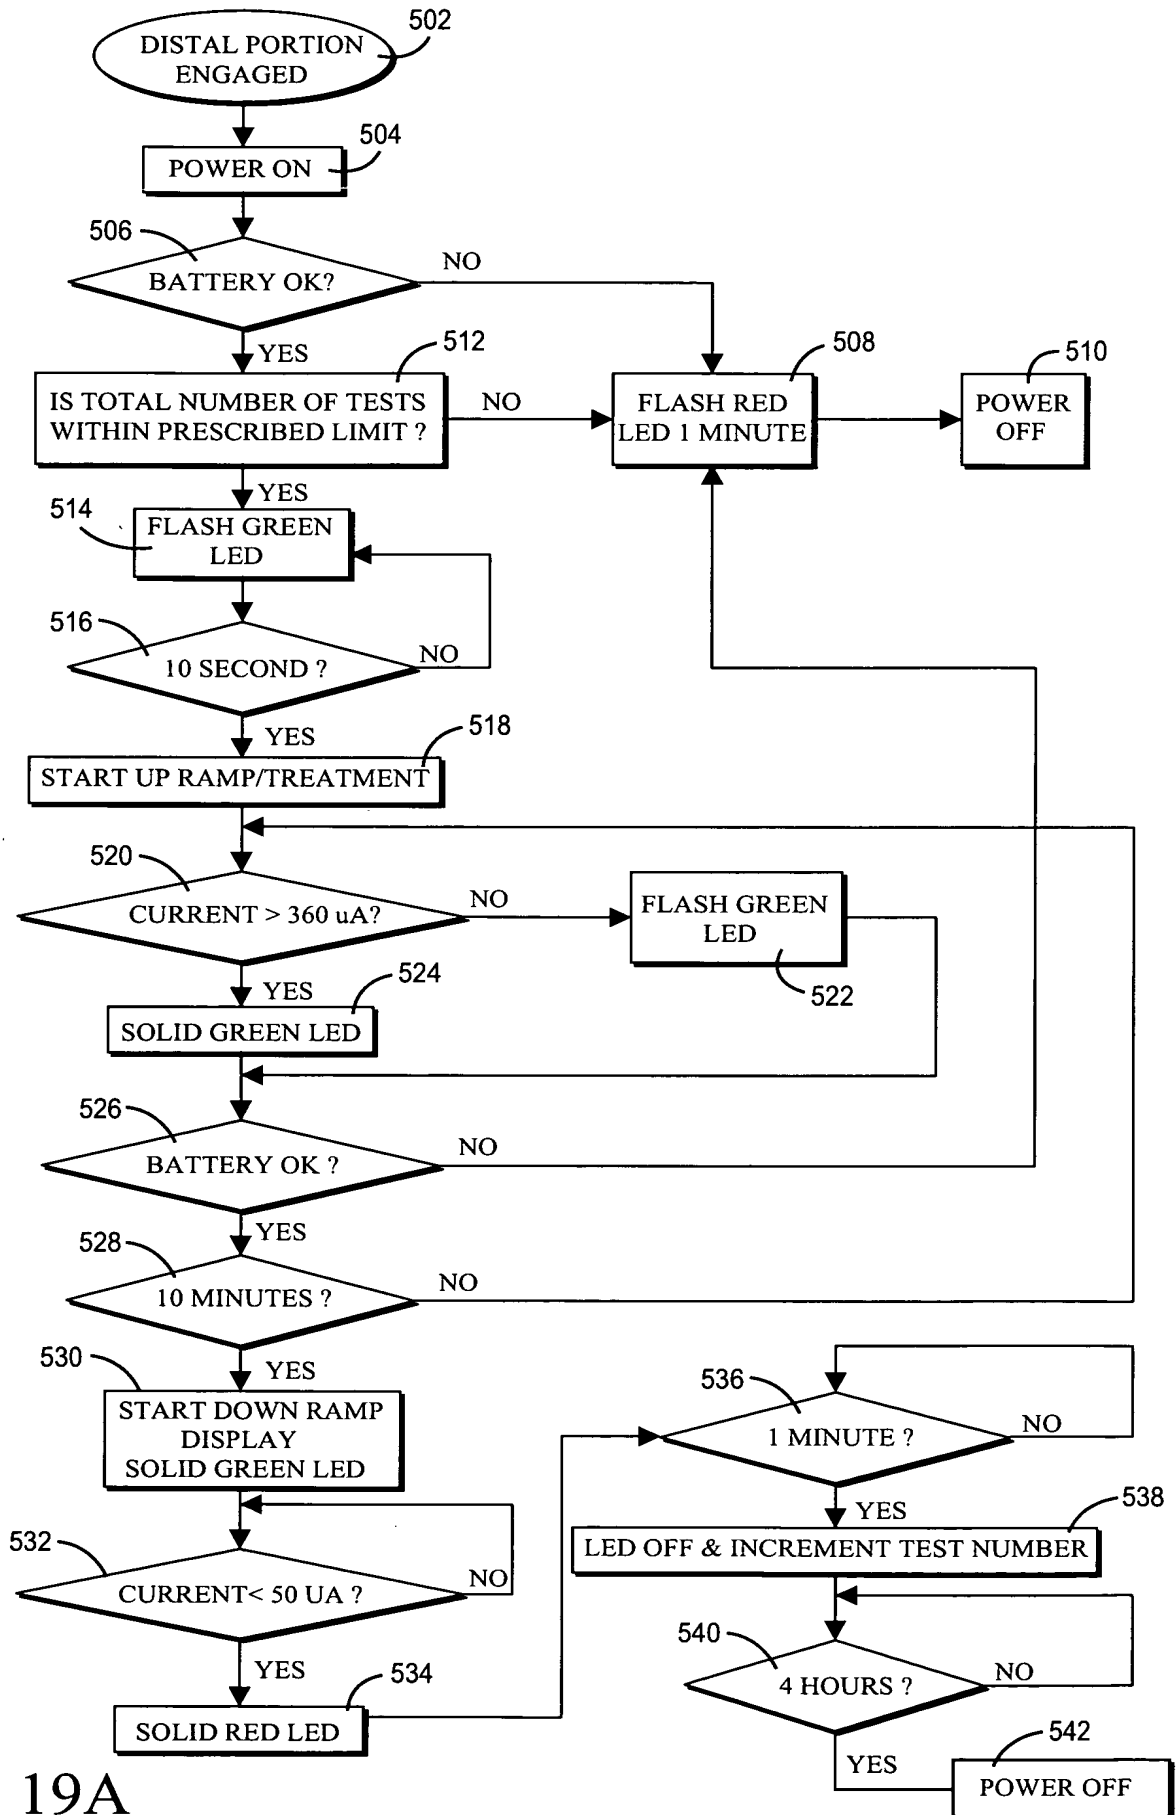 DISTAL PORTION
ENGAGED
502
504
POWER ON
506
BATTERY OK?
NO
YES
512
508
510
IS TOTAL NUMBER OF TESTS
WITHIN PRESCRIBED LIMIT ?
NO
FLASH RED
LED 1 MINUTE
POWER
OFF
YES
514
FLASH GREEN
LED
516
10 SECOND ?
NO
YES
518
START UP RAMP/TREATMENT
520
CURRENT > 360 uA?
NO
FLASH GREEN
LED
522
YES
524
SOLID GREEN LED
526
BATTERY OK ?
NO
YES
528
10 MINUTES ?
NO
YES
530
START DOWN RAMP
DISPLAY
SOLID GREEN LED
532
CURRENT< 50 UA ?
NO
YES
534
SOLID RED LED
536
1 MINUTE ?
NO
YES
538
LED OFF & INCREMENT TEST NUMBER
540
4 HOURS ?
NO
YES
542
POWER OFF
19A